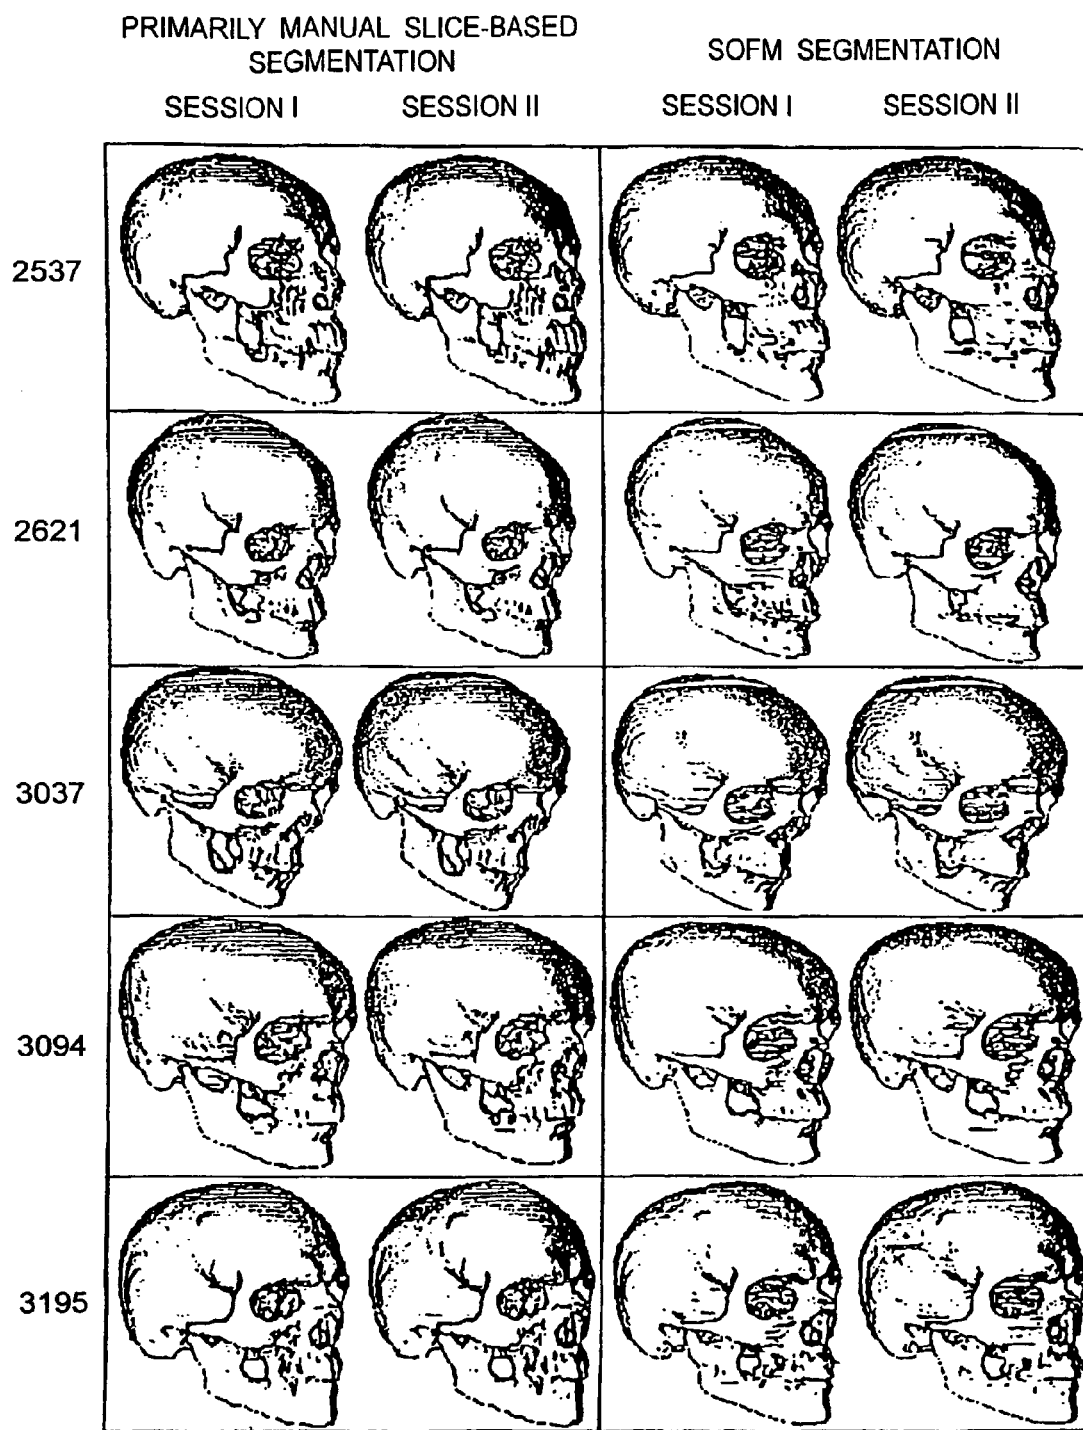 PRIMARILY MANUAL SLICE-BASED
SEGMENTATION
SOFM SEGMENTATION
SESSION I
SESSION II
SESSION I
SESSION II
2537
2621
3037
3094
3195